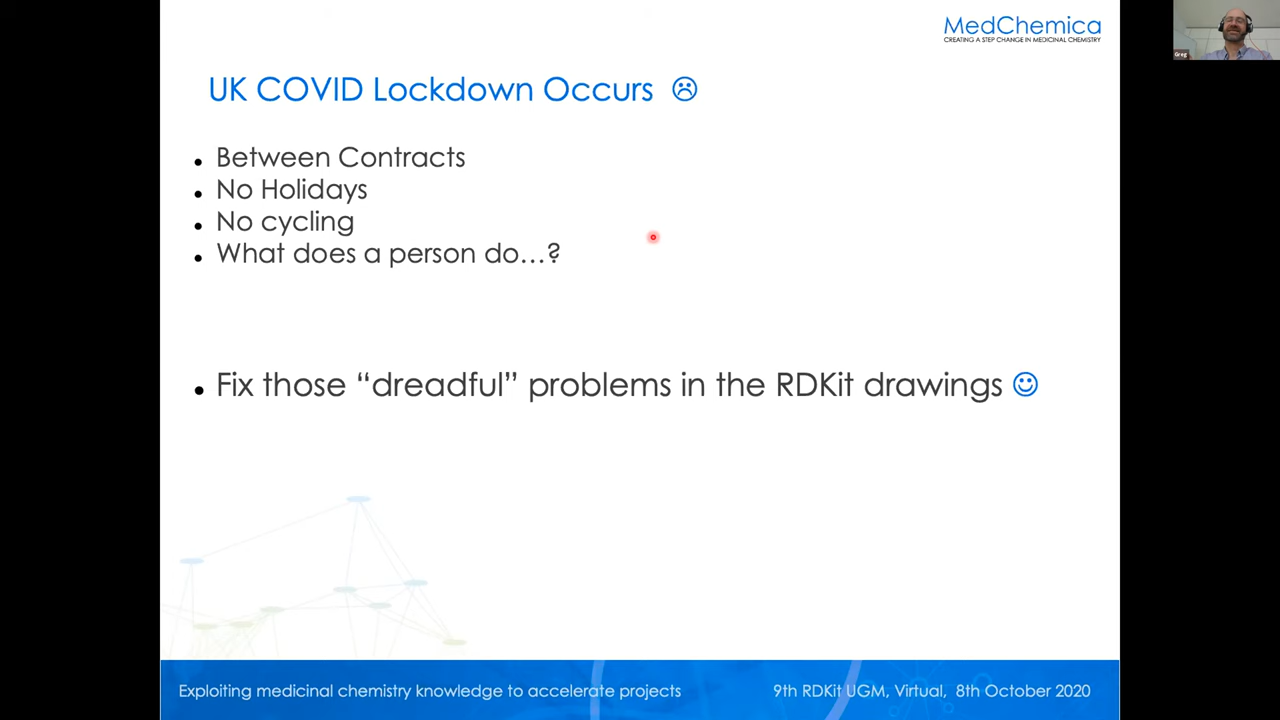 MedChemica
CREATING A STEP CHANGE IN MEDICINAL CHEMISTRY
Greg
UK COVID Lockdown Occurs ☹
• Between Contracts
• No Holidays
• No cycling
• What does a person do...?
• Fix those “dreadful” problems in the RDKit drawings ☺
Exploiting medicinal chemistry knowledge to accelerate projects
9th RDKit UGM, Virtual, 8th October 2020